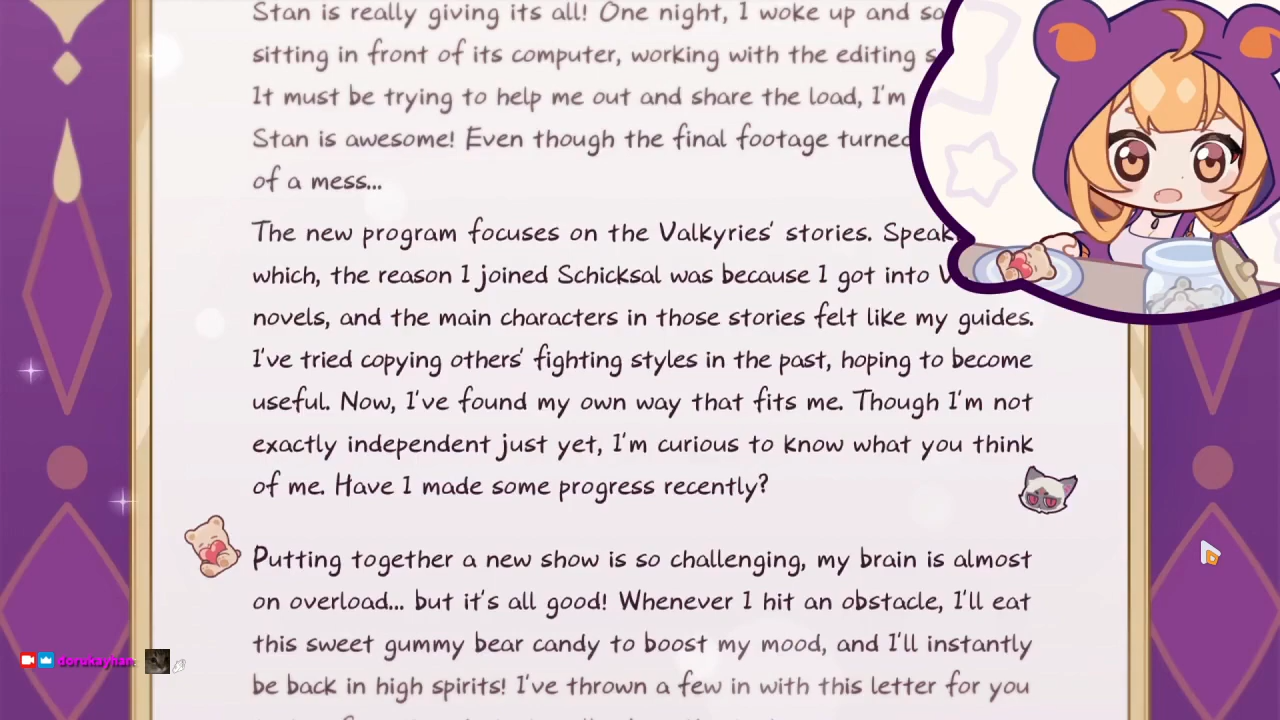 Stan is really giving its all! One night, I woke up and
sitting in front of its computer, working with the editing
It must be trying to help me out and share the load, I'm
Stan is awesome! Even though the final footage turned
of a mess...
The new program focuses on the Valkyries' stories.
which, the reason I joined Schicksal was because I got into
novels, and the main characters in those stories felt like my guides.
I've tried copying others' fighting styles in the past, hoping to become
useful. Now, I've found my own way that fits me. Though I'm not
exactly independent just yet, I'm curious to know what you think
of me. Have I made some progress recently?
Putting together a new show is so challenging, my brain is almost
on overload... but it's all good! Whenever I hit an obstacle, I'll eat
this sweet gummy bear candy to boost my mood, and I'll instantly
dorukayhan
be back in high spirits! I've thrown a few in with this letter for you